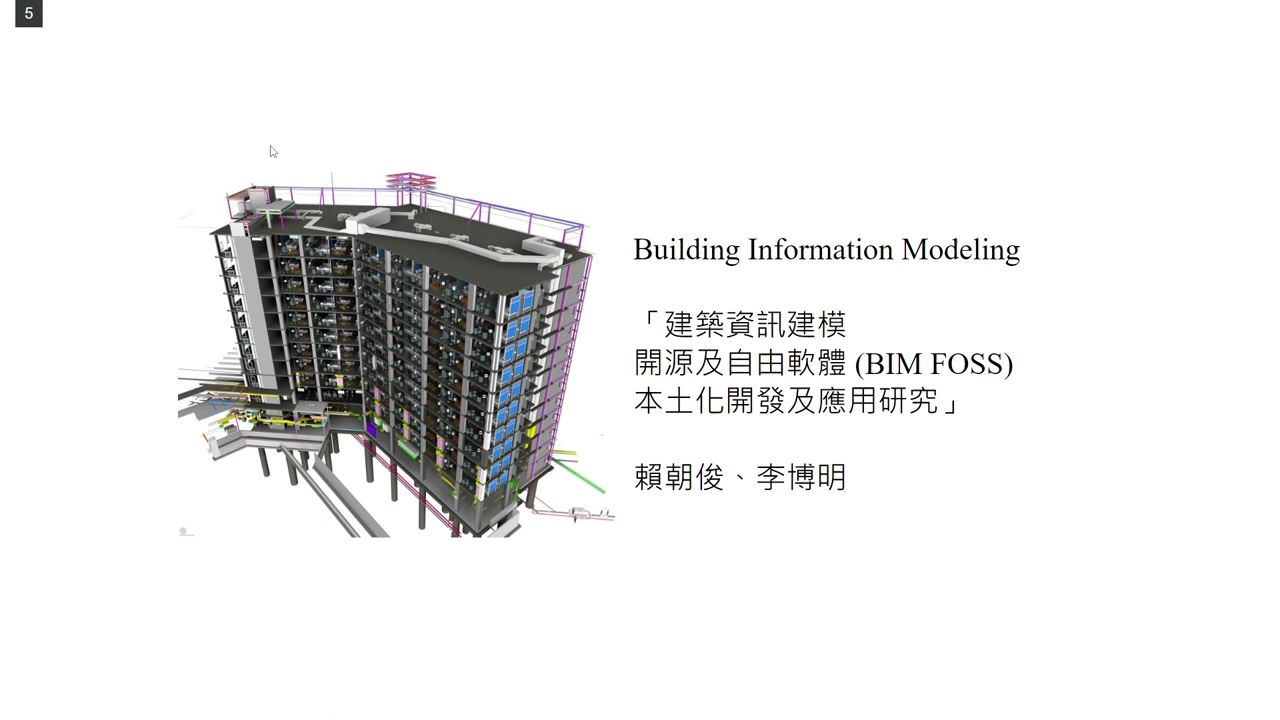 5
Building Information Modeling
「建築資訊建模
開源及自由軟體 (BIM FOSS)
本土化開發及應用研究」
賴朝俊、李博明